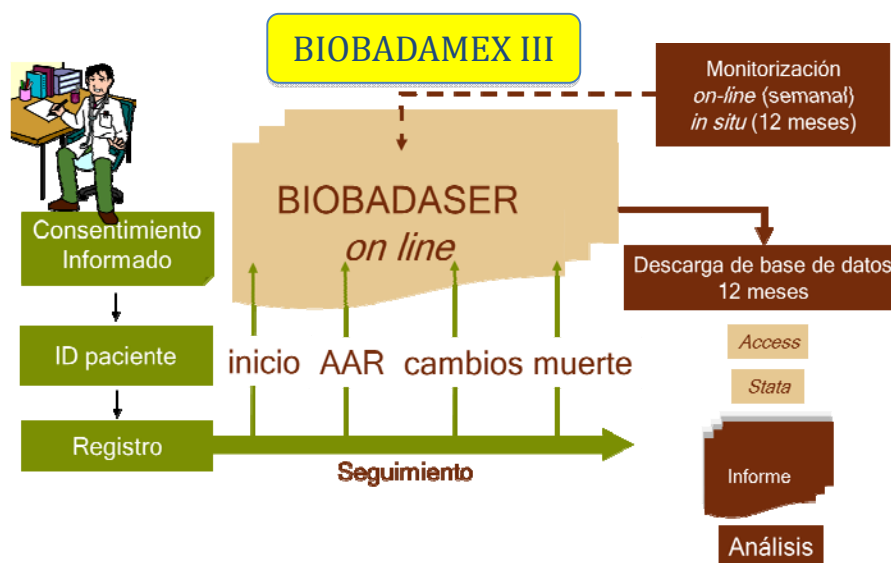 BIOBADAMEX III
Monitorización
on-line (semanal)
in situ (12 meses)
BIOBADASER
on line
Consentimiento
Informado
Descarga de base de datos
12 meses
ID paciente
inicio AAR cambios muerte
Access
Stata
Registro
Seguimiento
Informe
Análisis